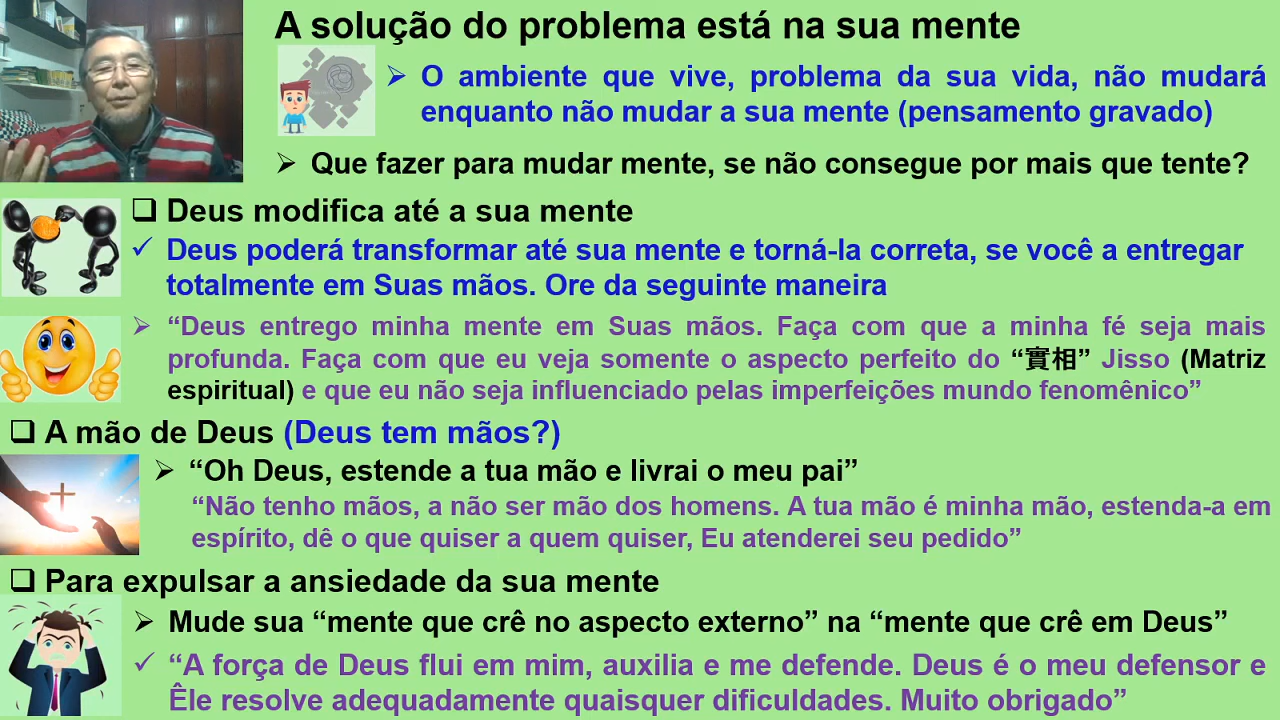 A solução do problema está na sua mente
➢ O ambiente que vive, problema da sua vida, não mudará
enquanto não mudar a sua mente (pensamento gravado)
➢ Que fazer para mudar mente, se não consegue por mais que tente?
❑ Deus modifica até a sua mente
✓ Deus poderá transformar até sua mente e torná-la correta, se você a entregar
totalmente em Suas mãos. Ore da seguinte maneira
➢ “Deus entrego minha mente em Suas mãos. Faça com que a minha fé seja mais
profunda. Faça com que eu veja somente o aspecto perfeito do “實相” Jisso (Matriz
espiritual) e que eu não seja influenciado pelas imperfeições mundo fenomênico”
❑ A mão de Deus (Deus tem mãos?)
➢ “Oh Deus, estende a tua mão e livrai o meu pai”
“Não tenho mãos, a não ser mão dos homens. A tua mão é minha mão, estenda-a em
espírito, dê o que quiser a quem quiser, Eu atenderei seu pedido”
❑ Para expulsar a ansiedade da sua mente
➢ Mude sua “mente que crê no aspecto externo” na “mente que crê em Deus”
✓ “A força de Deus flui em mim, auxilia e me defende. Deus é o meu defensor e
Êle resolve adequadamente quaisquer dificuldades. Muito obrigado”